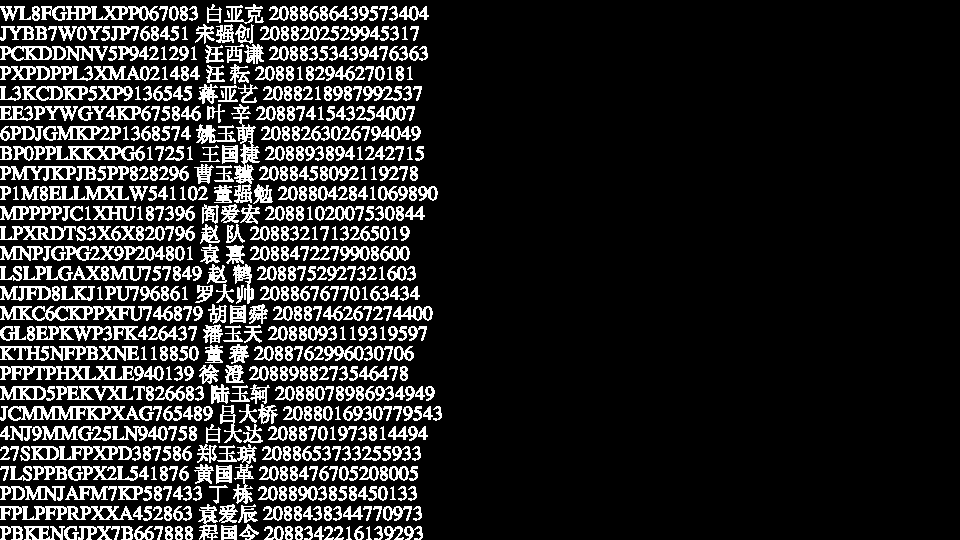 WL8FGHPLXPP067083 白亚克 2088686439573404
JYBB7W0Y5JP768451 宋强创 2088202529945317
PCKDDNNV5P9421291 汪西谦 2088353439476363
PXPDPPL3XMA021484 汪 耘 2088182946270181
L3KCDKP5XP9136545 蒋亚艺 2088218987992537
EE3PYWGY4KP675846 叶 辛 2088741543254007
6PDJGMKP2P1368574 姚玉萌 2088263026794049
BP0PPLKKXPG617251 王国捷 2088938941242715
PMYJKPJB5PP828296 曹玉骥 2088458092119278
P1M8ELLMXLW541102 董强勉 2088042841069890
MPPPPJC1XHU187396 阎爱宏 2088102007530844
LPXRDTS3X6X820796 赵 队 2088321713265019
MNPJGPG2X9P204801 袁 熹 2088472279908600
LSLPLGAX8MU757849 赵 鹤 2088752927321603
MJFD8LKJ1PU796861 罗大帅 2088676770163434
MKC6CKPPXFU746879 胡国舜 2088746267274400
GL8EPKWP3FK426437 潘玉天 2088093119319597
KTH5NFPBXNE118850 董 赛 2088762996030706
PFPTPHXLXLE940139 徐 澄 2088988273546478
MKD5PEKVXLT826683 陆玉轲 2088078986934949
JCMMMFKPXAG765489 吕大桥 2088016930779543
4NJ9MMG25LN940758 白大达 2088701973814494
27SKDLFPXPD387586 郑玉琼 2088653733255933
7LSPPBGPX2L541876 黄国革 2088476705208005
PDMNJAFM7KP587433 丁 栋 2088903858450133
FPLPFPRPXXA452863 袁爱辰 2088438344770973
PBKENGJPX7B667888 程国令 2088342216139293